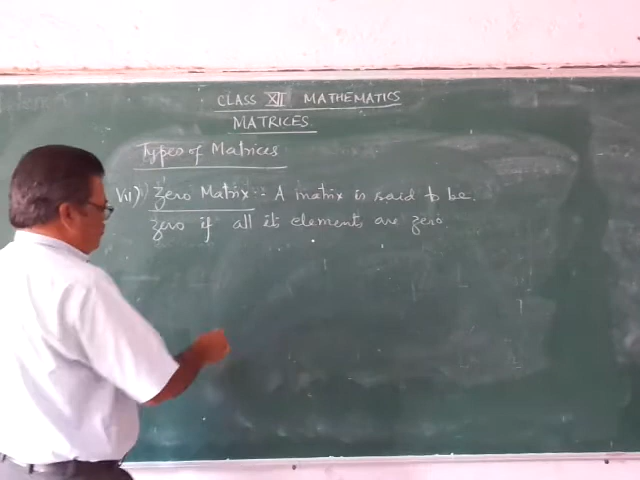 CLASS XII MATHEMATICS
MATRICES
Types of Matrices
vii) Zero Matrix :- A matrix is said to be
zero if all its elements are zero